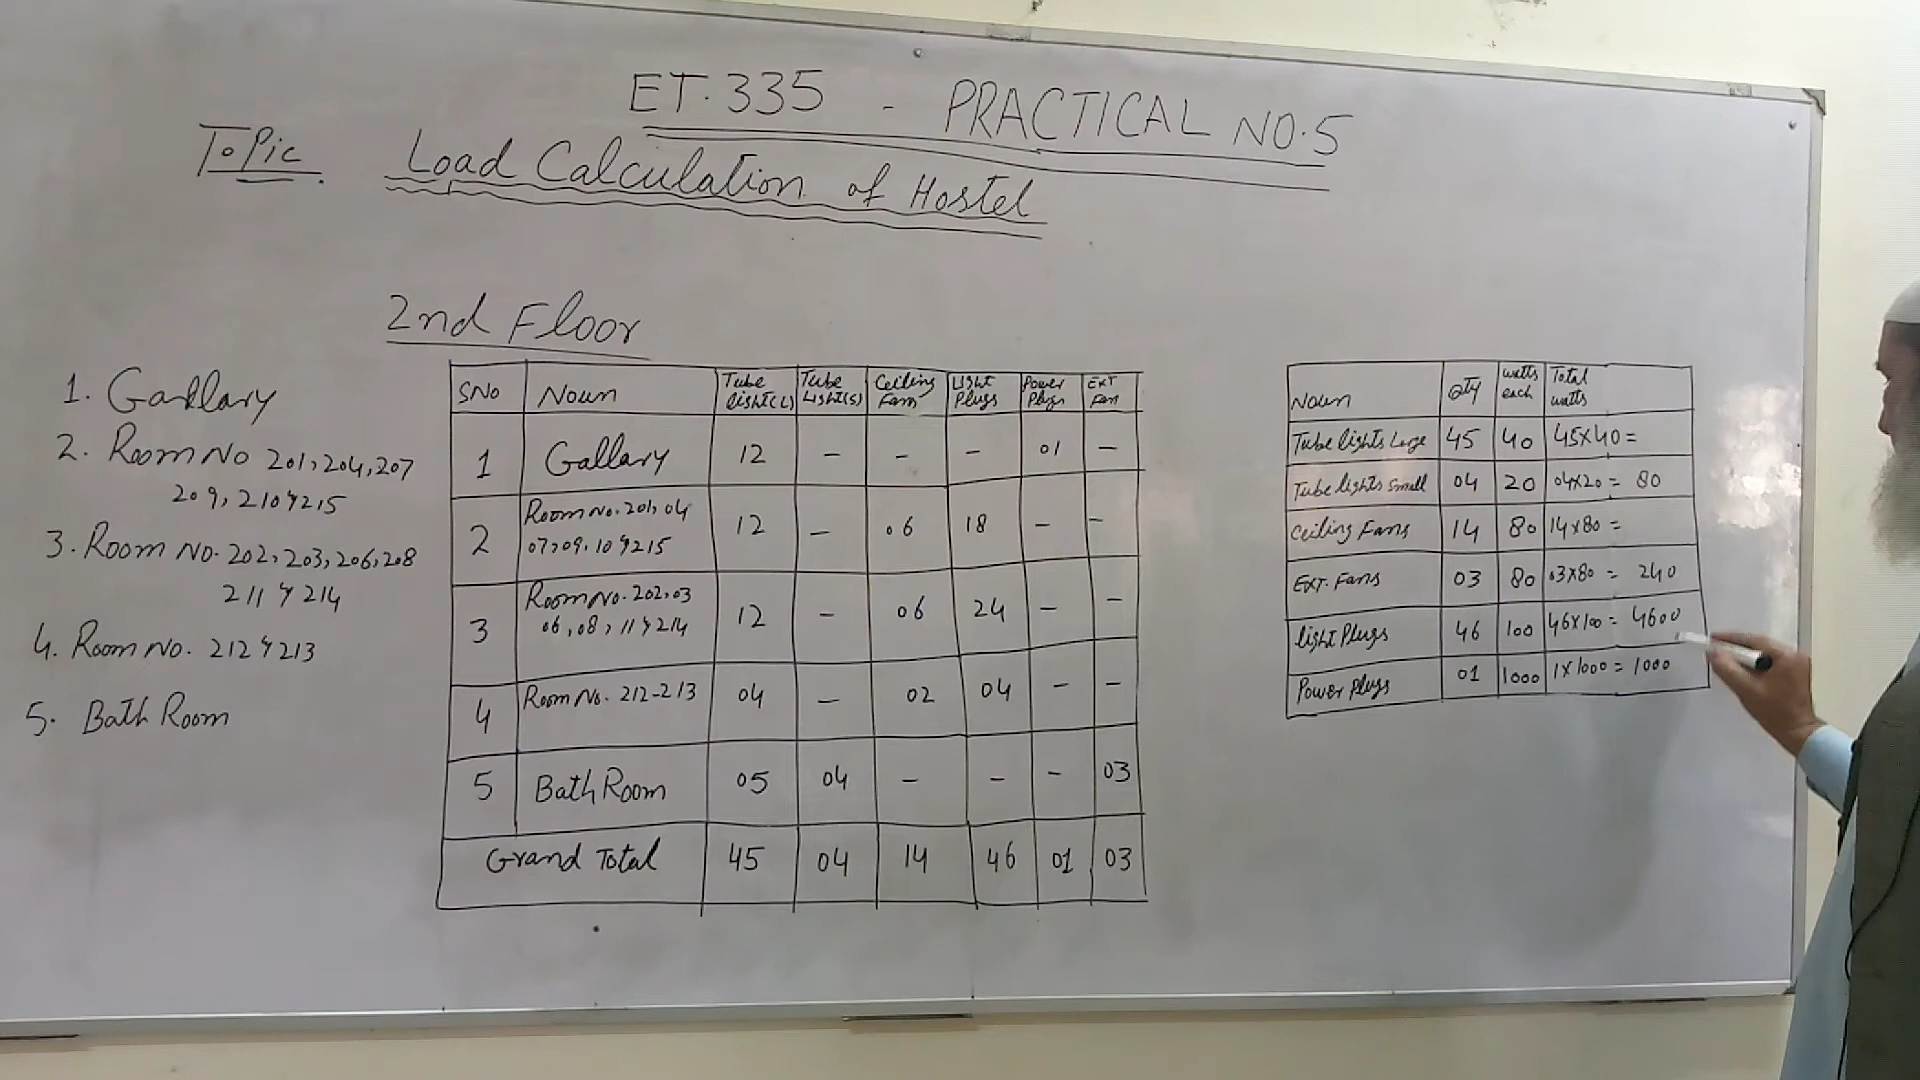 ET.335 - PRACTICAL NO.5
ToPic. Load Calculation of Hostel
2nd Floor
1. Gallary
2. Room No 201, 204, 207
209, 210 & 215
3. Room No. 202, 203, 206, 208
211 & 214
4. Room No. 212 & 213
5. Bath Room
SNo Noun Tube light(L) Tube Light(S) Ceiling Fam Light Plugs Power Plugs EXT Fan
1 Gallary 12 - - - 01 -
2 Room No. 201, 04 07, 09, 10 & 215 12 - 06 18 - -
3 Room No. 202, 03 06, 08, 11 & 214 12 - 06 24 - -
4 Room No. 212-213 04 - 02 04 - -
5 Bath Room 05 04 - - - 03
Grand Total 45 04 14 46 01 03
Noun Qty watts each Total watts
Tube lights Large 45 40 45x40 =
Tube lights Small 04 20 04x20 = 80
Ceiling Fans 14 80 14x80 =
EXT. Fans 03 80 03x80 = 240
light Plugs 46 100 46x100 = 4600
Power Plugs 01 1000 1x1000 = 1000